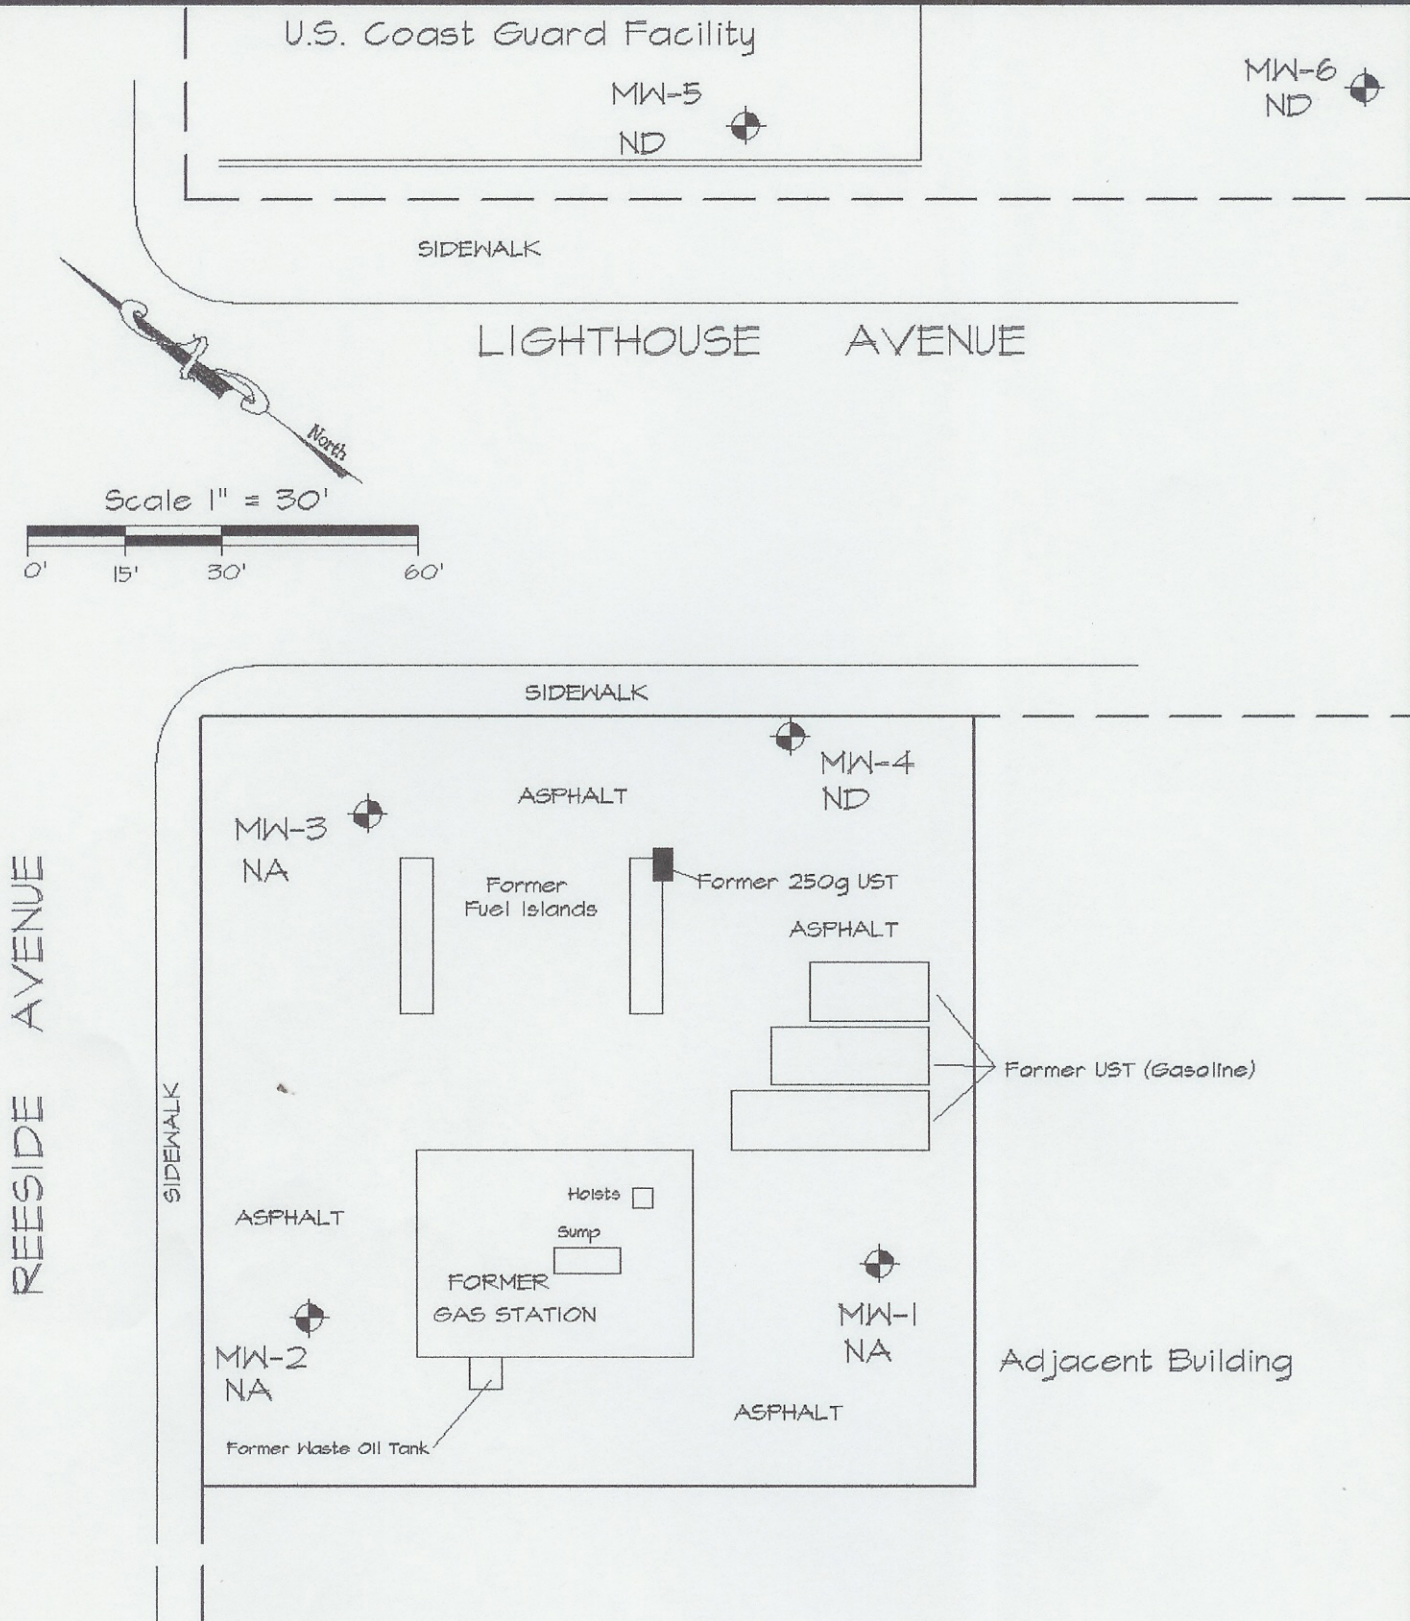 U.S. Coast Guard Facility
MW-5
ND
MW-6
ND
SIDEWALK
LIGHTHOUSE AVENUE
North
Scale 1" = 30'
0' 15' 30' 60'
SIDEWALK
MW-4
ND
ASPHALT
MW-3
NA
Former
Fuel Islands
Former 250g UST
ASPHALT
REESIDE AVENUE
SIDEWALK
Former UST (Gasoline)
Hoists
Sump
ASPHALT
FORMER
GAS STATION
MW-1
NA
MW-2
NA
Adjacent Building
ASPHALT
Former Waste Oil Tank